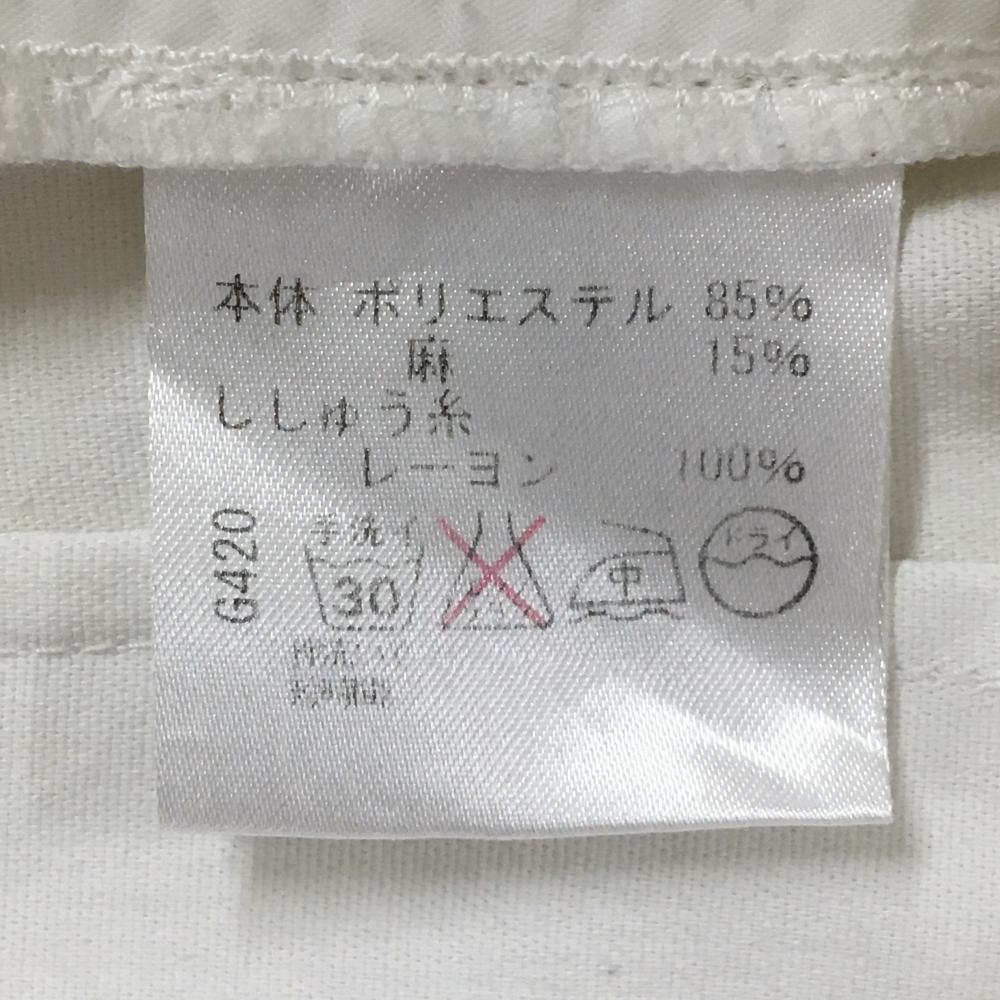 本体 ポリエステル 85%
麻 15%
ししゅう糸
レーヨン 100%
G420
手洗イ
30
中
ドライ